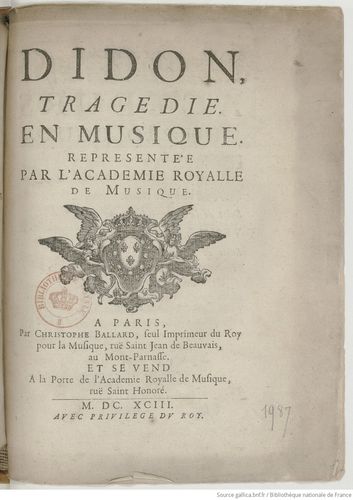 DIDON,
TRAGEDIE.
EN MUSIQUE.
REPRESENTE'E
PAR L'ACADEMIE ROYALLE
DE MUSIQUE.
A PARIS,
Par CHRISTOPHE BALLARD, seul Imprimeur du Roy
pour la Musique, ruë Saint Jean de Beauvais,
au Mont-Parnasse.
ET SE VEND
A la Porte de l'Academie Royalle de Musique,
ruë Saint Honoré.
M. DC. XCIII.
AVEC PRIVILEGE DV ROY.
1987
Source gallica.bnf.fr / Bibliothèque nationale de France